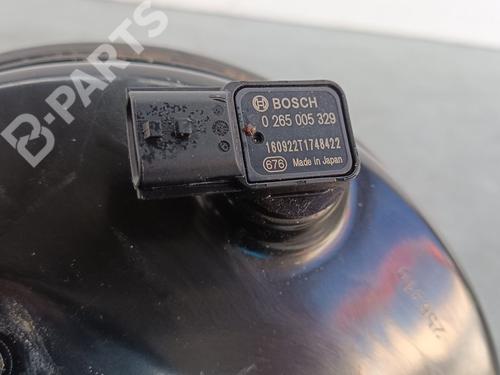 B-PARTS
BOSCH
0 265 005 329
160922T1748422
676 Made in Japan